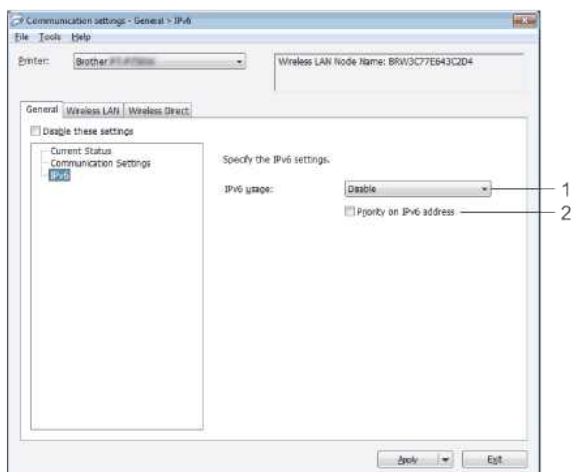 Communication settings - General > IPv6
File Tools Help
Printer: Brother
Wireless LAN Node Name: BRW3C77E643C2D4
General Wireless LAN Wireless Direct
Disable these settings
Current Status
Communication Settings
IPv6
Specify the IPv6 settings.
IPv6 usage: Disable 1
Priority on IPv6 address 2
Apply Exit